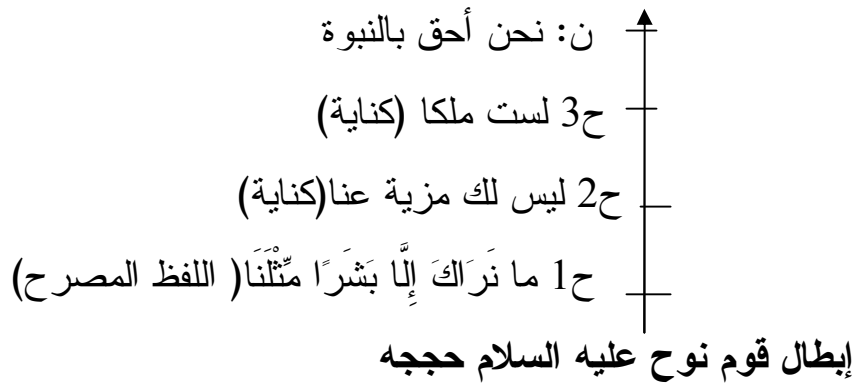 ن: نحن أحق بالنبوة
ح3 لست ملكا (كناية)
ح2 ليس لك مزية عنا(كناية)
ح1 ما نَرَاكَ إِلَّا بَشَرًا مِّثْلَنَا( اللفظ المصرح)
إبطال قوم نوح عليه السلام حججه